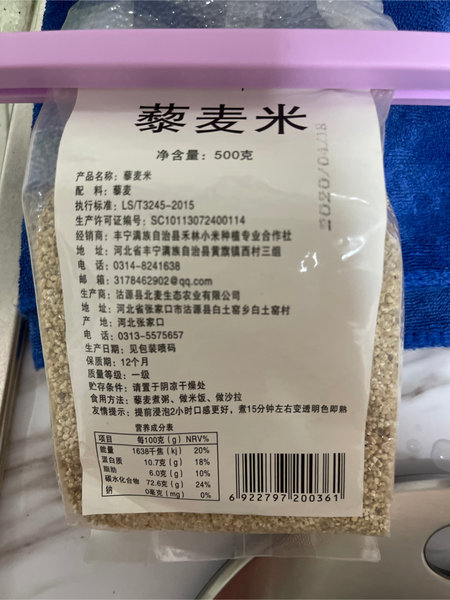 藜麦米
净含量：500克
2020/04/18
产品名称：藜麦米
配 料：藜麦
执行标准：LS/T3245-2015
生产许可证编号：SC10113072400114
经销商：丰宁满族自治县禾林小米种植专业合作社
地 址：河北省丰宁满族自治县黄旗镇西村三组
电 话：0314-8241638
邮 箱：3178462902@qq.com
生产商：沽源县北麦生态农业有限公司
地 址：河北省张家口市沽源县白土窑乡白土窑村
产 地：河北张家口
电 话：0313-5575657
生产日期：见包装喷码
保质期：12个月
质量等级：一级
贮存条件：请置于阴凉干燥处
食用方法：藜麦煮粥、做米饭、做沙拉
友情提示：提前浸泡2小时口感更好，煮15分钟左右变透明色即熟
营养成分表
项目 每100克(g) NRV%
能量 1638千焦(kj) 20%
蛋白质 10.7克(g) 18%
脂肪 6.0克(g) 10%
碳水化合物 72.6克(g) 24%
钠 0毫克(mg) 0%
6 922797 200361